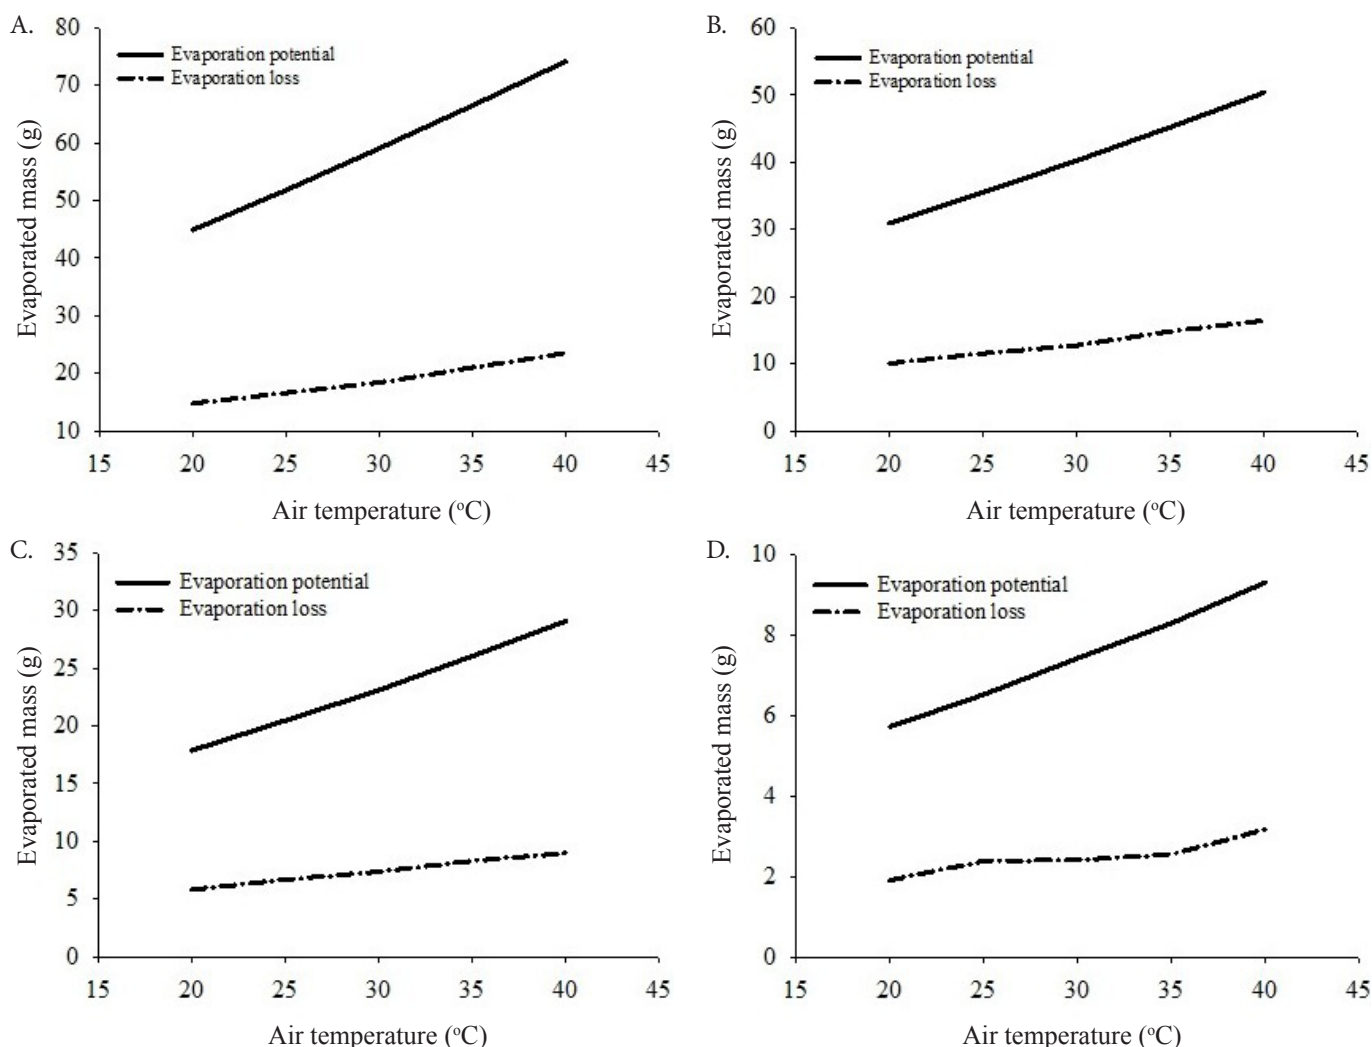 A.
Evaporated mass (g)
80
70
60
50
40
30
20
10
Evaporation potential
Evaporation loss
15 20 25 30 35 40 45
Air temperature (ºC)
B.
Evaporated mass (g)
60
50
40
30
20
10
0
Evaporation potential
Evaporation loss
15 20 25 30 35 40 45
Air temperature (ºC)
C.
Evaporated mass (g)
35
30
25
20
15
10
5
0
Evaporation potential
Evaporation loss
15 20 25 30 35 40 45
Air temperature (ºC)
D.
Evaporated mass (g)
10
8
6
4
2
0
Evaporation potential
Evaporation loss
15 20 25 30 35 40 45
Air temperature (ºC)